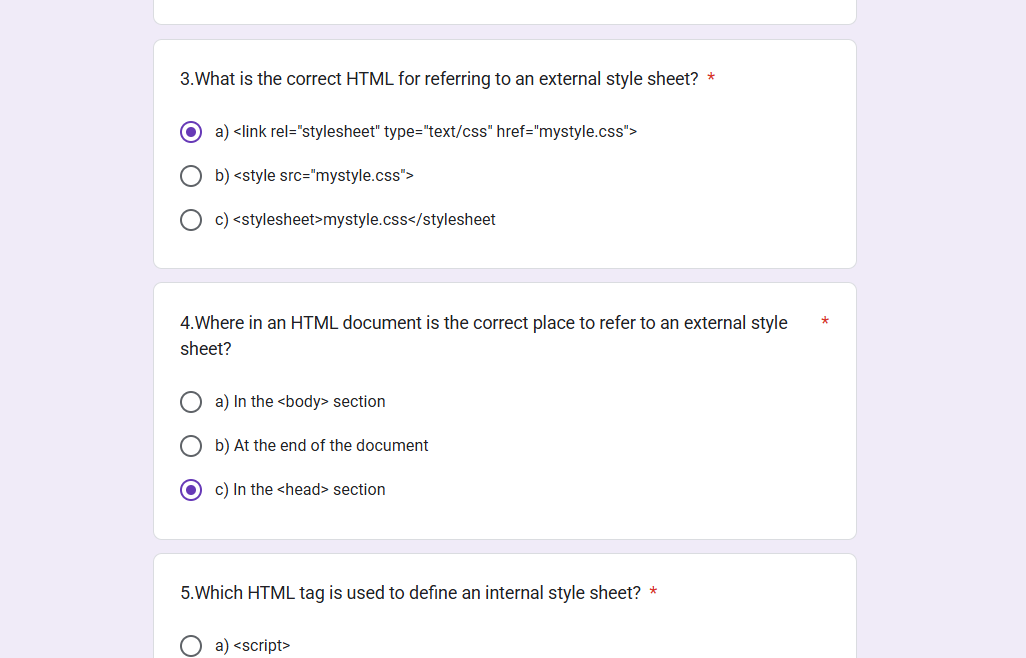 3.What is the correct HTML for referring to an external style sheet? *
a) <link rel="stylesheet" type="text/css" href="mystyle.css">
b) <style src="mystyle.css">
c) <stylesheet>mystyle.css</stylesheet
4.Where in an HTML document is the correct place to refer to an external style *
sheet?
a) In the <body> section
b) At the end of the document
c) In the <head> section
5.Which HTML tag is used to define an internal style sheet? *
a) <script>